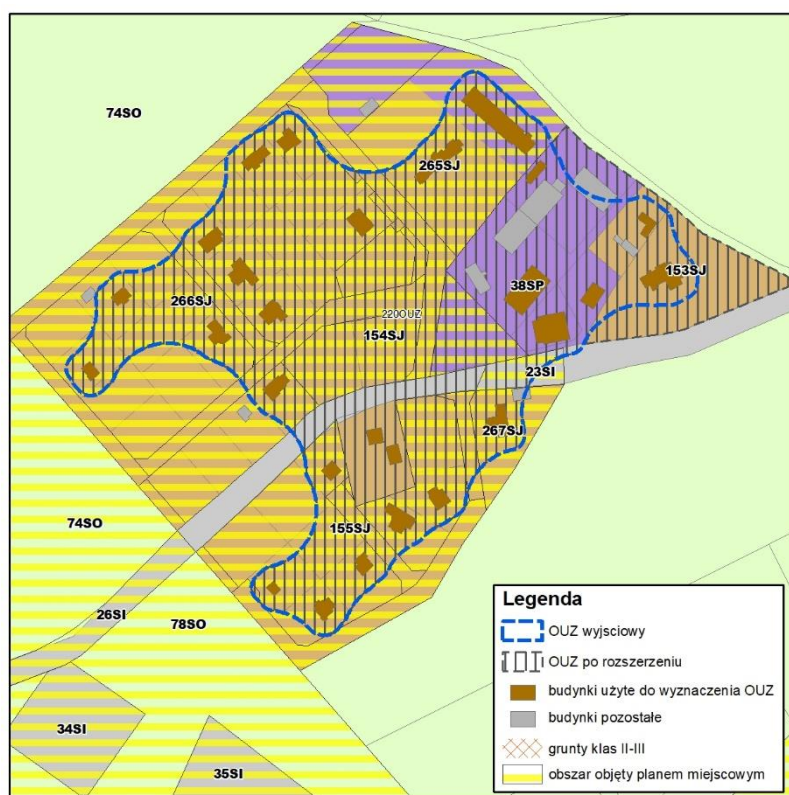 74SO
265SJ
153SJ
38SP
266SJ
220OUZ
154SJ
23SI
267SJ
74SO
155SJ
26SI
78SO
34SI
35SI
Legenda
OUZ wyjsciowy
OUZ po rozszerzeniu
budynki użyte do wyznaczenia OUZ
budynki pozostałe
grunty klas II-III
obszar objęty planem miejscowym